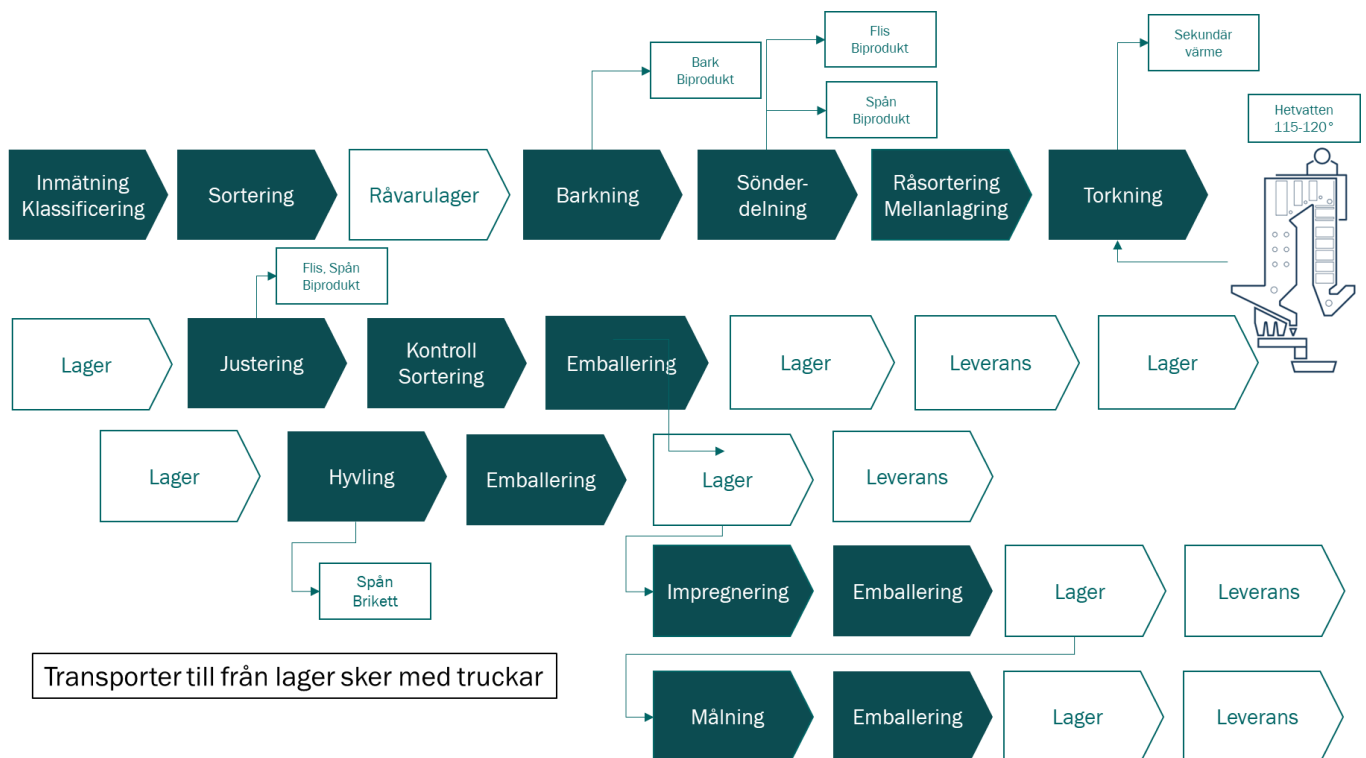 Flis
Biprodukt
Sekundär
värme
Bark
Biprodukt
Spån
Biprodukt
Hetvatten
115-120°
Inmätning
Klassificering
Sortering
Råvarulager
Barkning
Sönder-
delning
Råsortering
Mellanlagring
Torkning
Flis, Spån
Biprodukt
Lager
Justering
Kontroll
Sortering
Emballering
Lager
Leverans
Lager
Lager
Hyvling
Emballering
Lager
Leverans
Spån
Brikett
Impregnering
Emballering
Lager
Leverans
Transporter till från lager sker med truckar
Målning
Emballering
Lager
Leverans